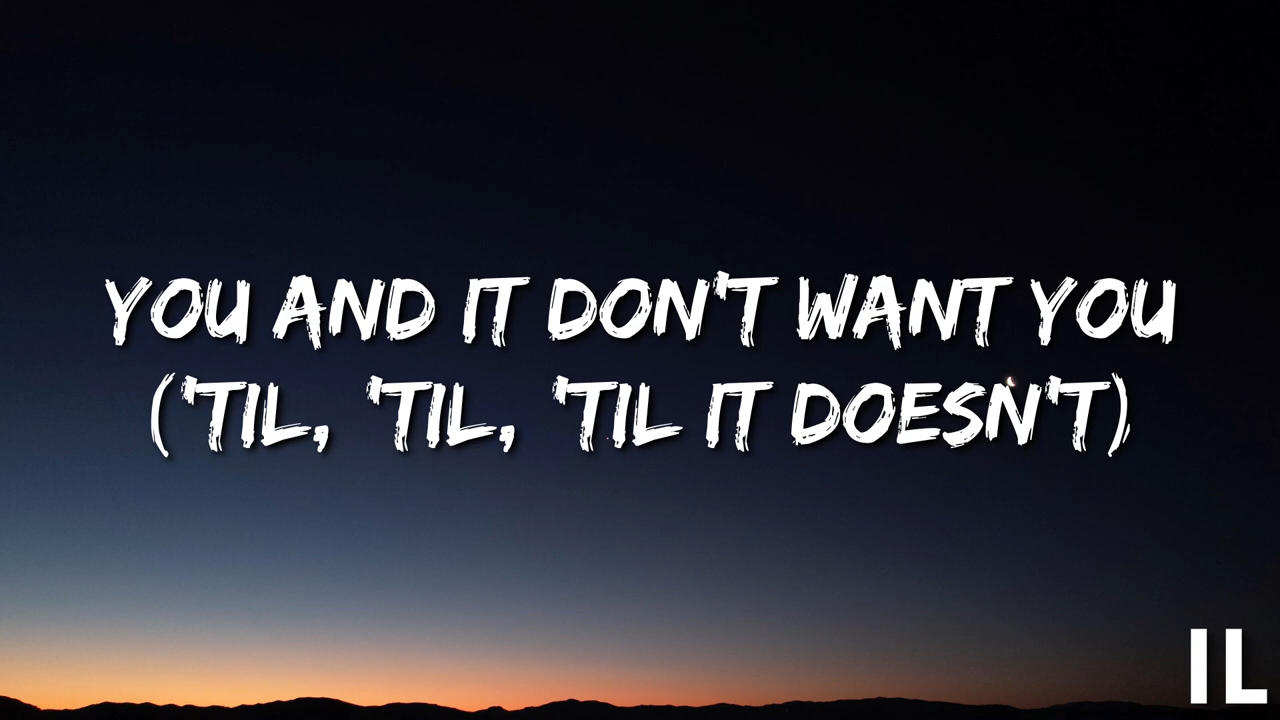 YOU AND IT DON'T WANT YOU
('TIL, 'TIL, 'TIL IT DOESN'T)
IL